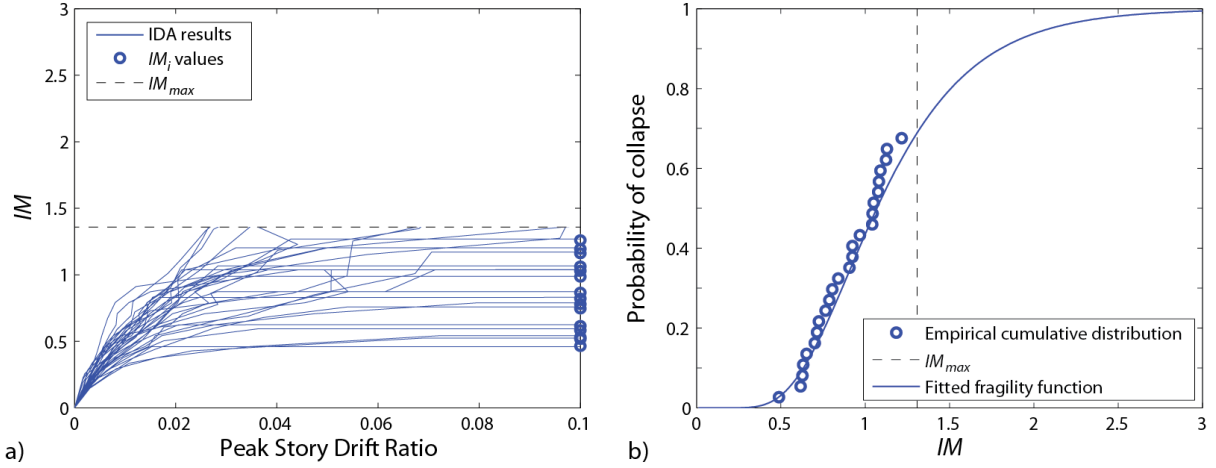 3
2.5
2
1.5
1
0.5
0
IM
IDA results
IM_i values
IM_max
0
0.02
0.04
0.06
0.08
0.1
Peak Story Drift Ratio
a)
1
0.8
0.6
0.4
0.2
0
Probability of collapse
Empirical cumulative distribution
IM_max
Fitted fragility function
0
0.5
1
1.5
2
2.5
3
IM
b)